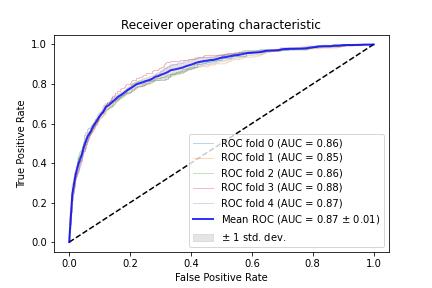 Receiver operating characteristic
True Positive Rate
1.0
0.8
0.6
0.4
0.2
0.0
ROC fold 0 (AUC = 0.86)
ROC fold 1 (AUC = 0.85)
ROC fold 2 (AUC = 0.86)
ROC fold 3 (AUC = 0.88)
ROC fold 4 (AUC = 0.87)
Mean ROC (AUC = 0.87 ± 0.01)
± 1 std. dev.
0.0 0.2 0.4 0.6 0.8 1.0
False Positive Rate